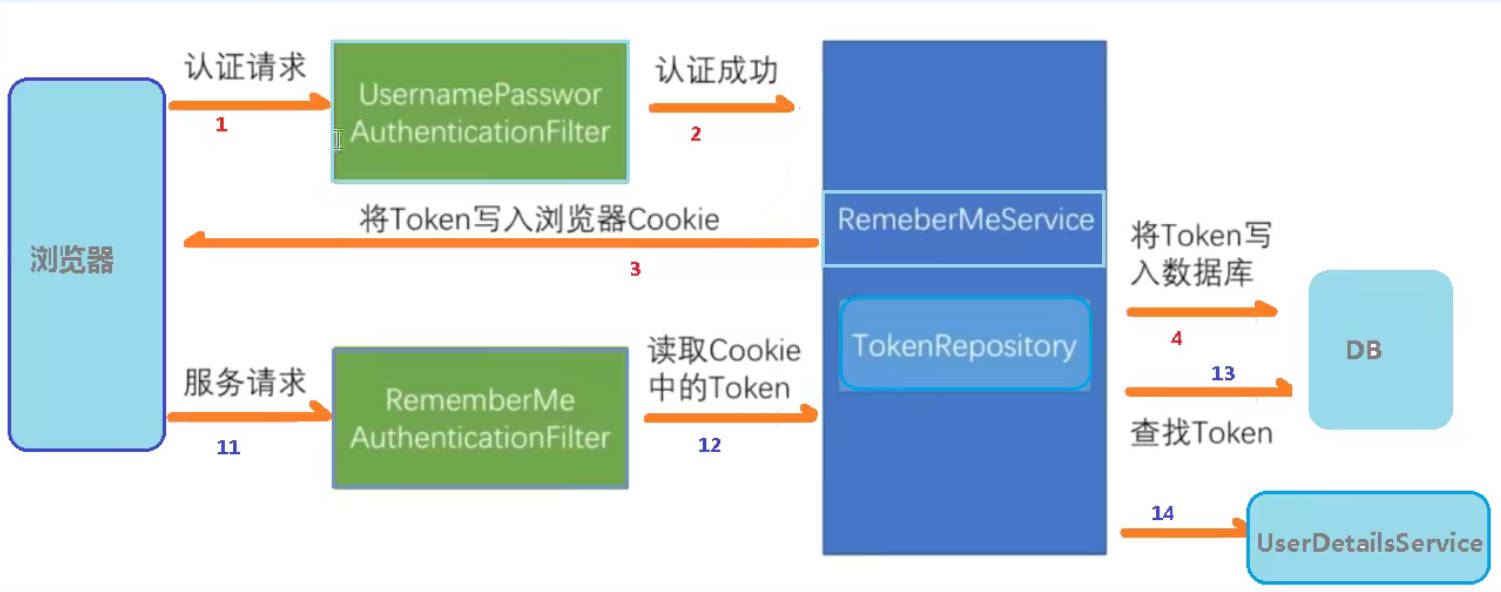 认证请求
1
UsernamePasswor
AuthenticationFilter
认证成功
2
将Token写入浏览器Cookie
3
浏览器
RemeberMeService
将Token写
入数据库
4
TokenRepository
DB
服务请求
11
RememberMe
AuthenticationFilter
读取Cookie
中的Token
12
13
查找Token
14
UserDetailsService